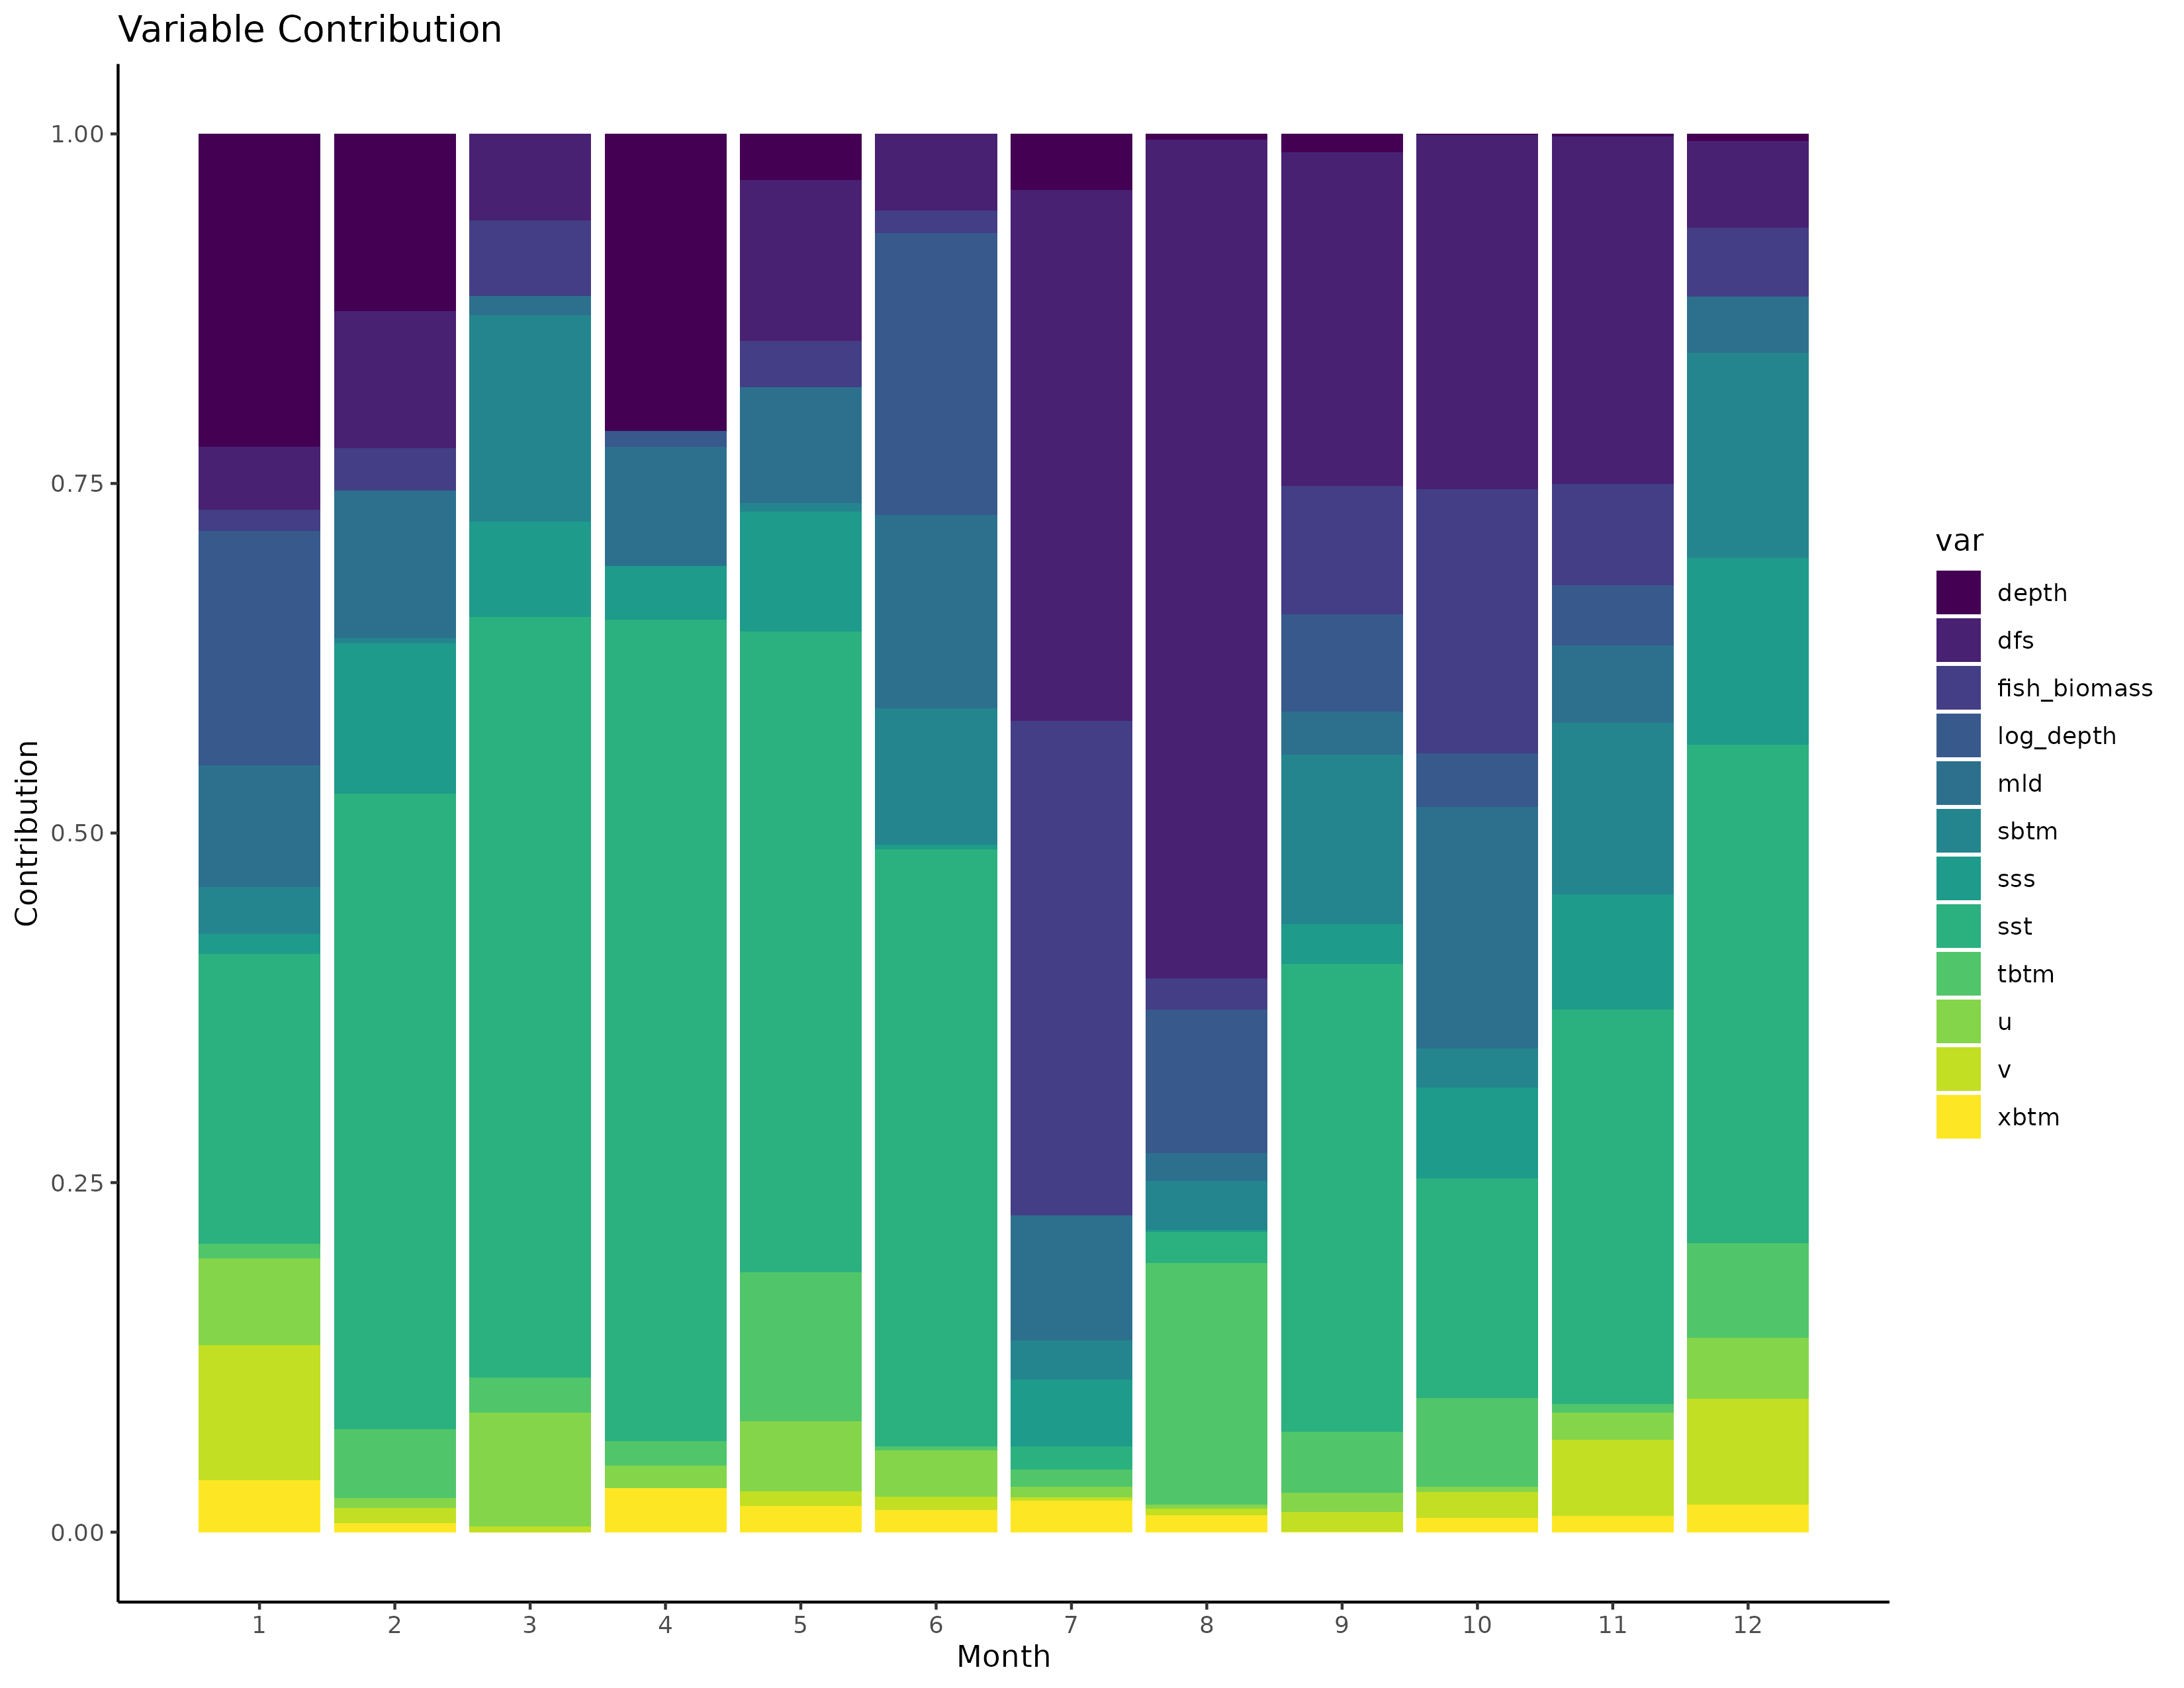 Variable Contribution
1.00
0.75
0.50
0.25
0.00
Contribution
1 2 3 4 5 6 7 8 9 10 11 12
Month
var
depth
dfs
fish_biomass
log_depth
mld
sbtm
sss
sst
tbtm
u
v
xbtm